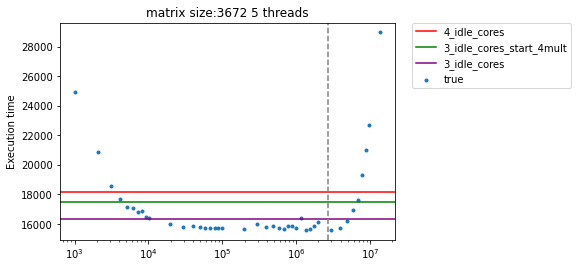 matrix size:3672 5 threads
Execution time
28000
26000
24000
22000
20000
18000
16000
10³
10⁴
10⁵
10⁶
10⁷
4_idle_cores
3_idle_cores_start_4mult
3_idle_cores
true